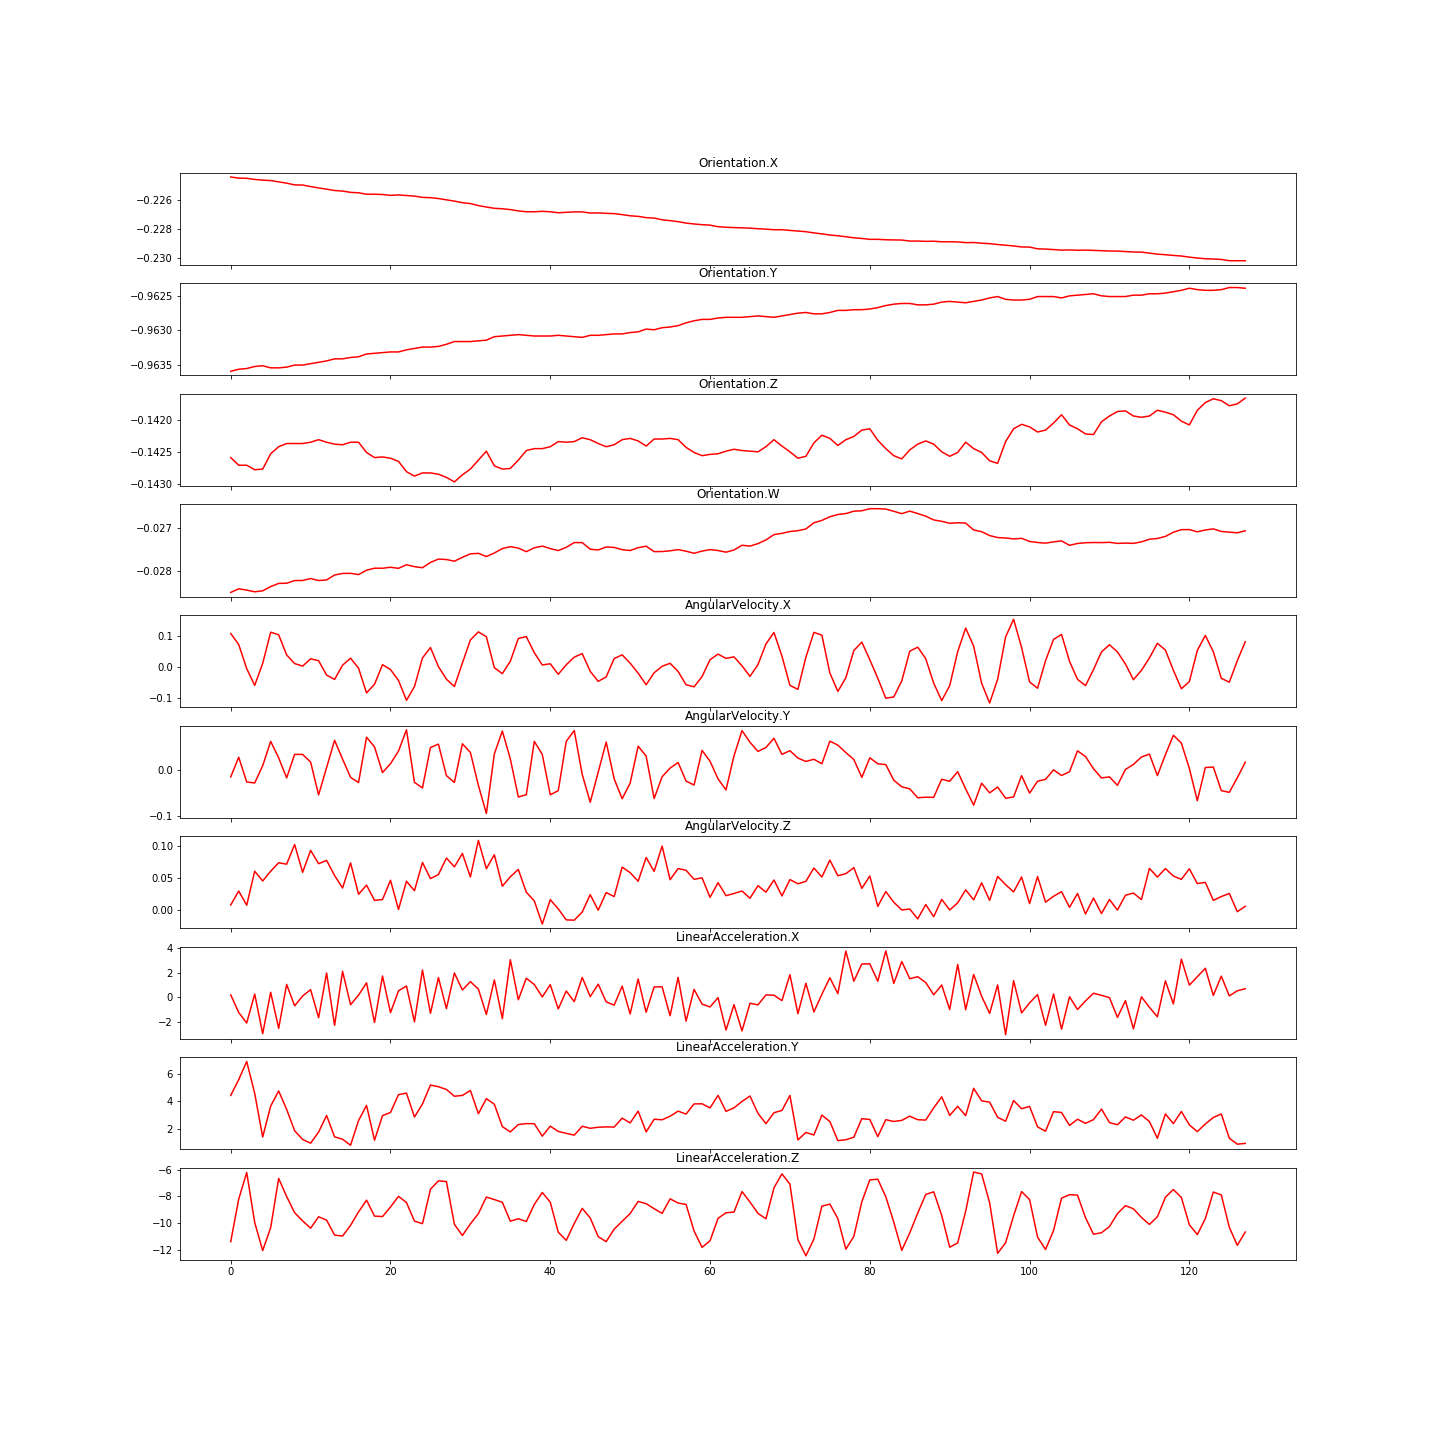 Orientation.X
−0.226
−0.228
−0.230
Orientation.Y
−0.9625
−0.9630
−0.9635
Orientation.Z
−0.1420
−0.1425
−0.1430
Orientation.W
−0.027
−0.028
AngularVelocity.X
0.1
0.0
−0.1
AngularVelocity.Y
0.0
−0.1
AngularVelocity.Z
0.10
0.05
0.00
LinearAcceleration.X
4
2
0
−2
LinearAcceleration.Y
6
4
2
LinearAcceleration.Z
−6
−8
−10
−12
0 20 40 60 80 100 120